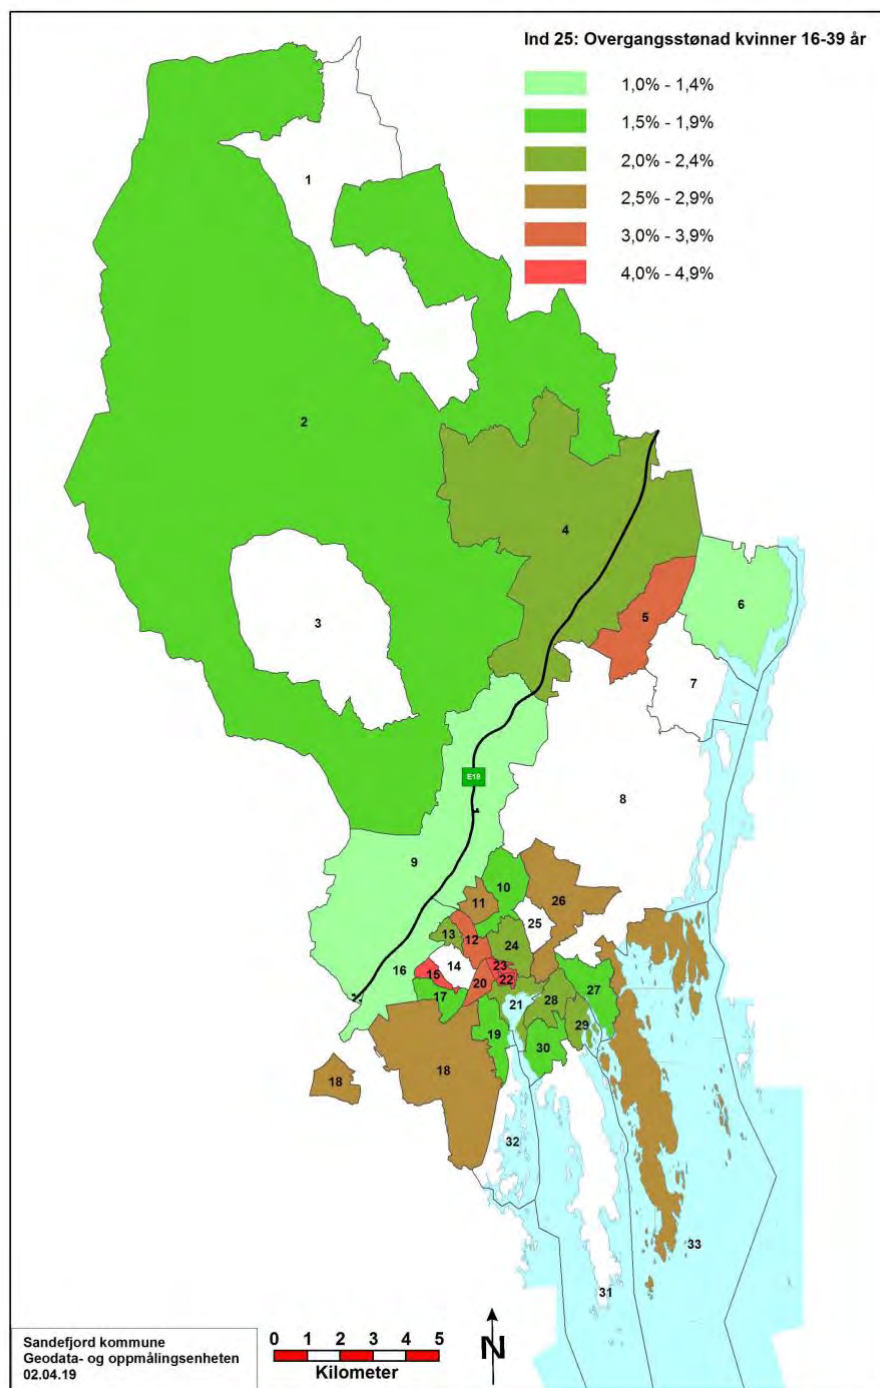 Ind 25: Overgangsstønad kvinner 16-39 år
1,0% - 1,4%
1,5% - 1,9%
2,0% - 2,4%
2,5% - 2,9%
3,0% - 3,9%
4,0% - 4,9%
1
2
3
4
5
6
7
8
E18
9
10
11
26
25
12
13
24
14
23
15
16
22
20
17
27
28
21
29
19
30
18
18
32
33
31
Sandefjord kommune
Geodata- og oppmålingsenheten
02.04.19
0 1 2 3 4 5
Kilometer
N